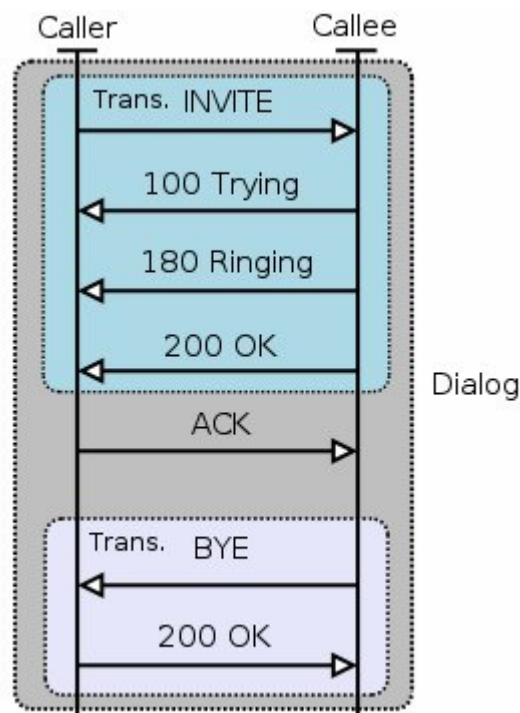 Caller Callee
Trans. INVITE
100 Trying
180 Ringing
200 OK
Dialog
ACK
Trans. BYE
200 OK